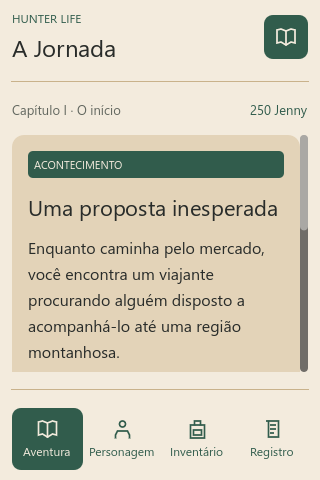 HUNTER LIFE
A Jornada
Capítulo I · O início
250 Jenny
ACONTECIMENTO
Uma proposta inesperada
Enquanto caminha pelo mercado,
você encontra um viajante
procurando alguém disposto a
acompanhá-lo até uma região
montanhosa.
Aventura
Personagem
Inventário
Registro